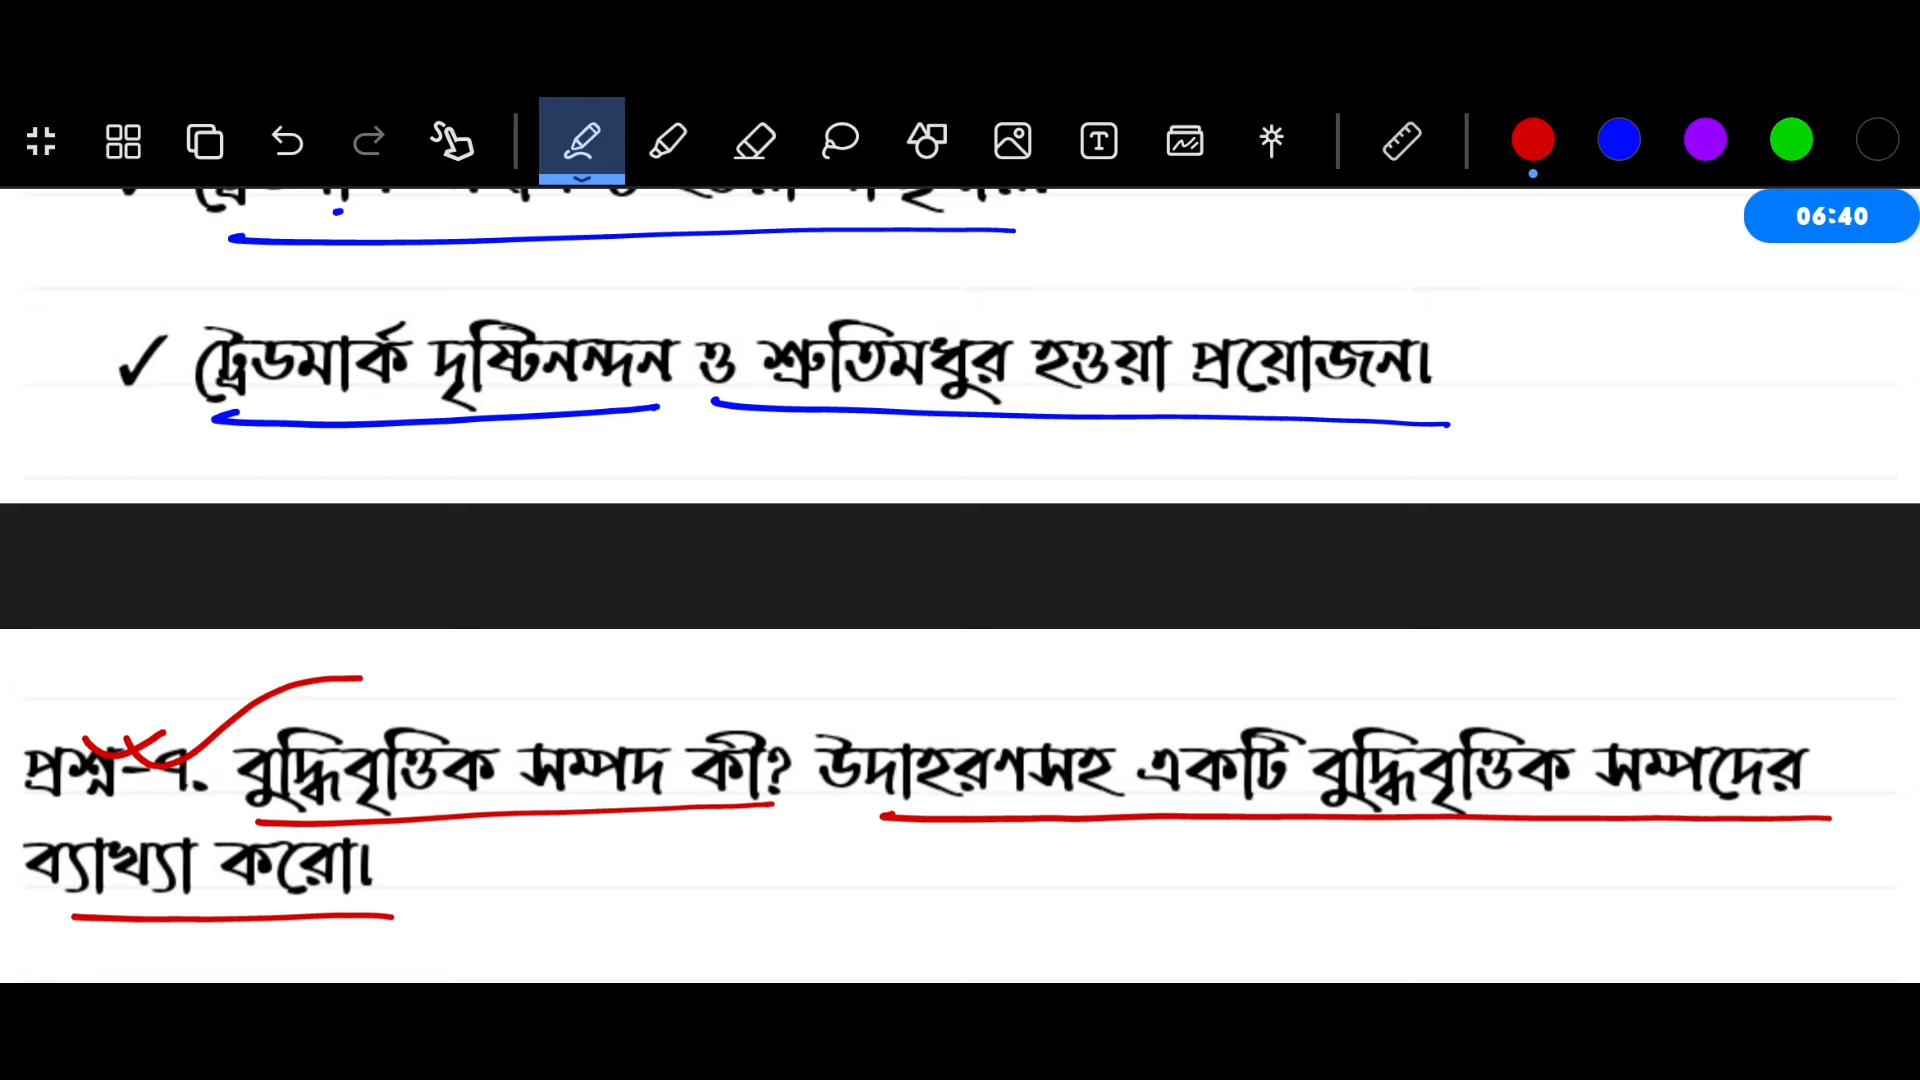 06:40
✓ ট্রেডমার্ক দৃষ্টিনন্দন ও শ্রুতিমধুর হওয়া প্রয়োজন।
প্রশ্ন-৭. বুদ্ধিবৃত্তিক সম্পদ কী? উদাহরণসহ একটি বুদ্ধিবৃত্তিক সম্পদের
ব্যাখ্যা করো।